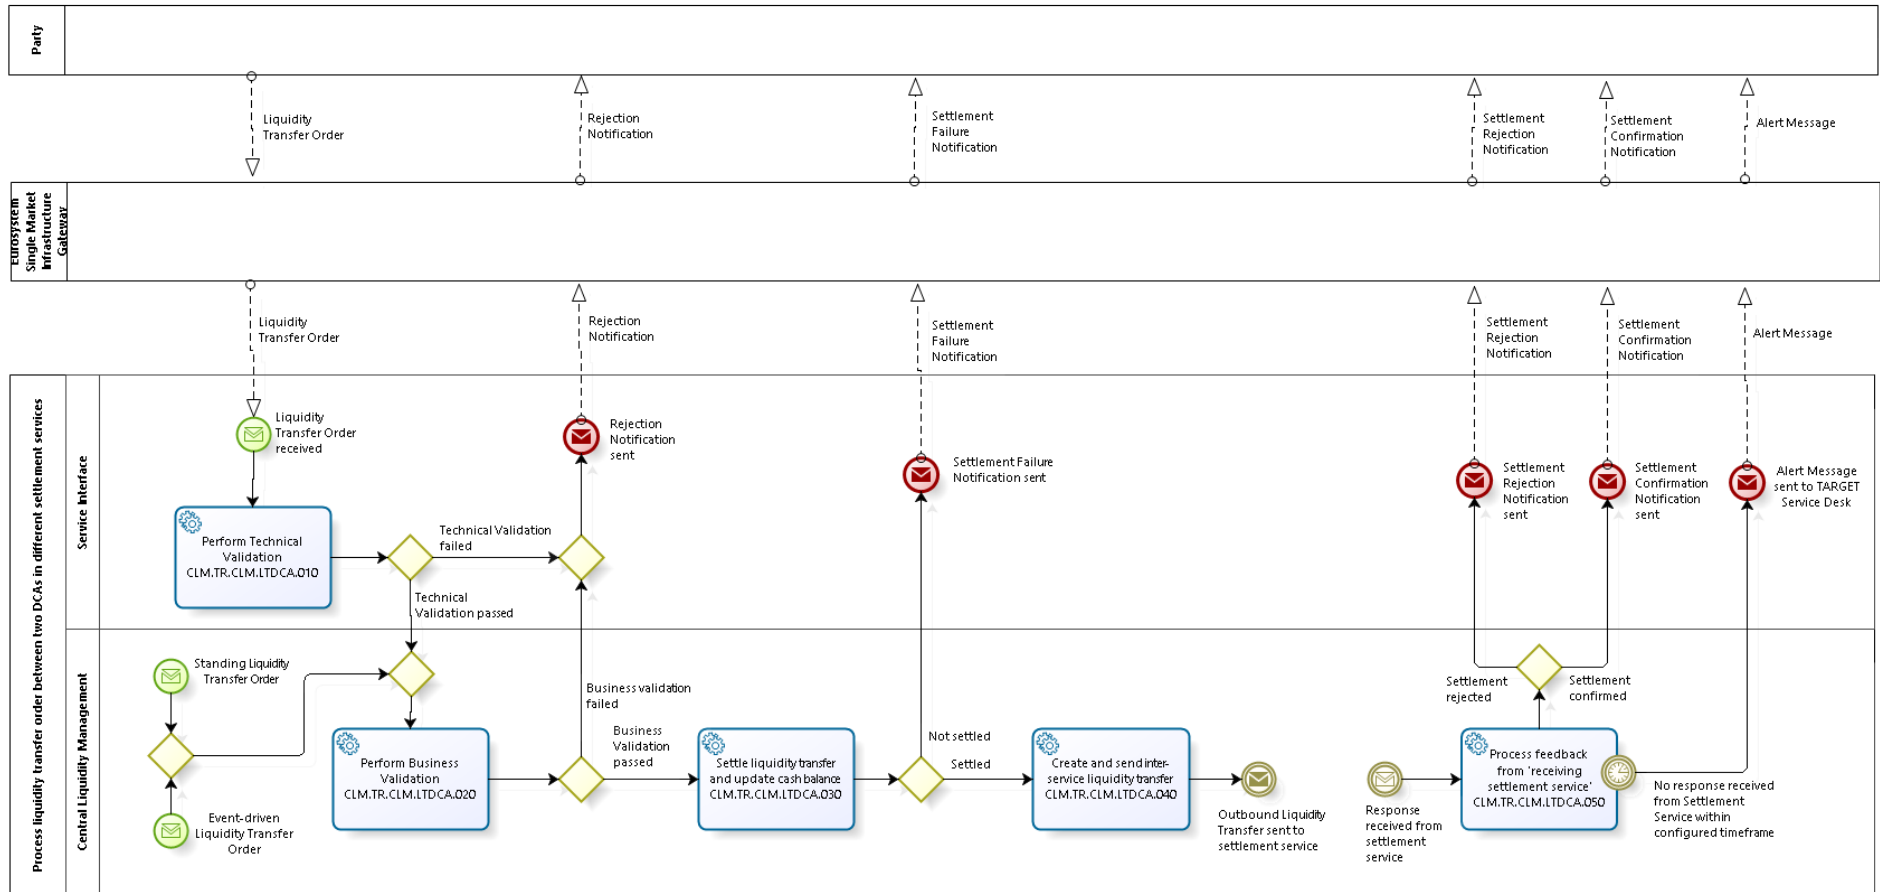 Party
Liquidity
Transfer Order
Rejection
Notification
Settlement
Failure
Notification
Settlement
Rejection
Notification
Settlement
Confirmation
Notification
Alert Message
Eurosystem
Single Market
Infrastructure
Gateway
Liquidity
Transfer Order
Rejection
Notification
Settlement
Failure
Notification
Settlement
Rejection
Notification
Settlement
Confirmation
Notification
Alert Message
Process liquidity transfer order between two DCAs in different settlement services
Service Interface
Liquidity
Transfer Order
received
Rejection
Notification
sent
Settlement Failure
Notification sent
Settlement
Rejection
Notification
sent
Settlement
Confirmation
Notification
sent
Alert Message
sent to TARGET
Service Desk
Perform Technical
Validation
CLM.TR.CLM.LTDCA.010
Technical Validation
failed
Technical
Validation passed
Central Liquidity Management
Standing Liquidity
Transfer Order
Event-driven
Liquidity Transfer
Order
Perform Business
Validation
CLM.TR.CLM.LTDCA.020
Business validation
failed
Business
Validation
passed
Settle liquidity transfer
and update cash balance
CLM.TR.CLM.LTDCA.030
Not settled
Settled
Create and send inter-
service liquidity transfer
CLM.TR.CLM.LTDCA.040
Outbound Liquidity
Transfer sent to
settlement service
Response
received from
settlement
service
Settlement
rejected
Settlement
confirmed
Process feedback
from 'receiving
settlement service'
CLM.TR.CLM.LTDCA.050
No response received
from Settlement
Service within
configured timeframe